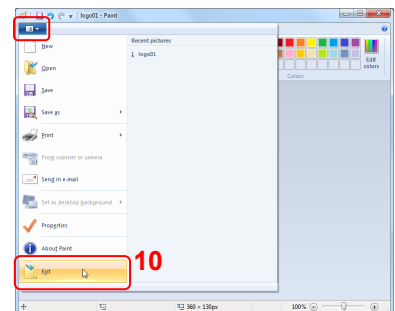 logo01 - Paint
Recent pictures
1 logo01
New
Open
Save
Save as
Print
From scanner or camera
Send in e-mail
Set as desktop background
Properties
About Paint
Exit
10
Edit
colors
Colors
360 × 130px
100%